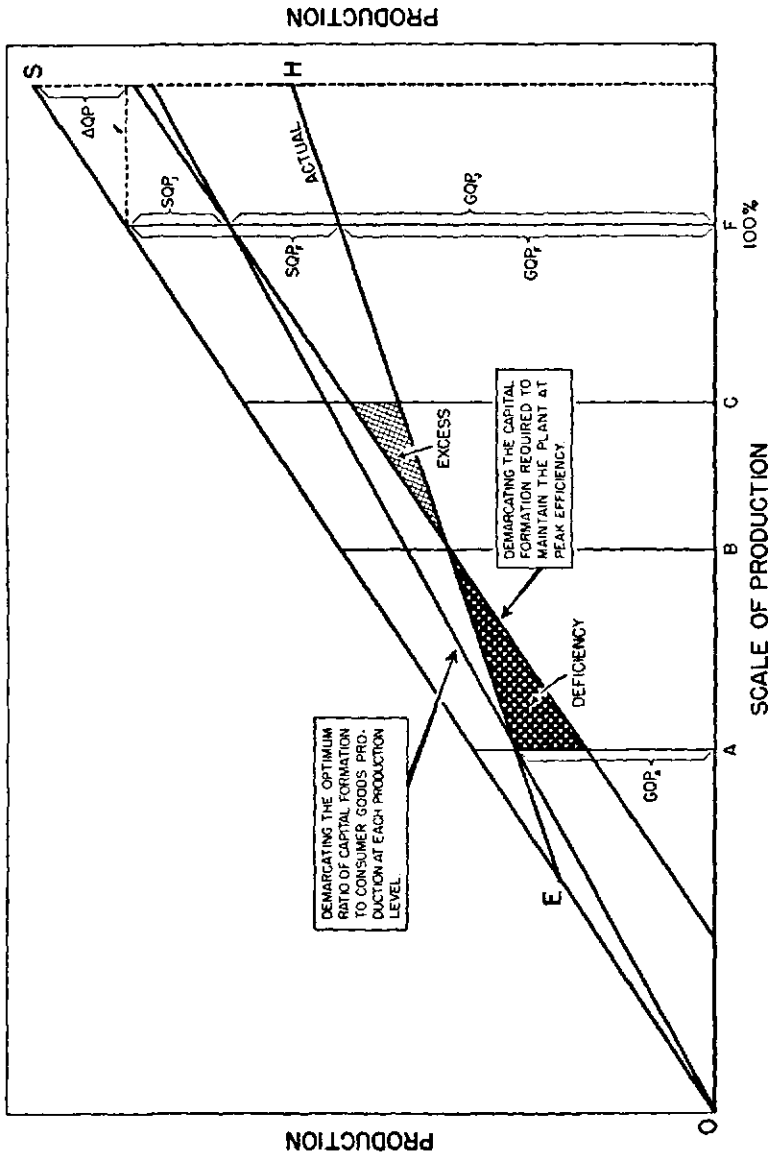 PRODUCTION
PRODUCTION
S
ΔQP
SQPⱼ
H
ACTUAL
SQP
GQP
GQP
EXCESS
DEMARCATING THE OPTIMUM
RATIO OF CAPITAL FORMATION
TO CONSUMER GOODS PRO-
DUCTION AT EACH PRODUCTION
LEVEL.
DEMARCATING THE CAPITAL
FORMATION REQUIRED TO
MAINTAIN THE PLANT AT
PEAK EFFICIENCY.
DEFICIENCY
E
GQP
O
A
B
C
F
100%
SCALE OF PRODUCTION